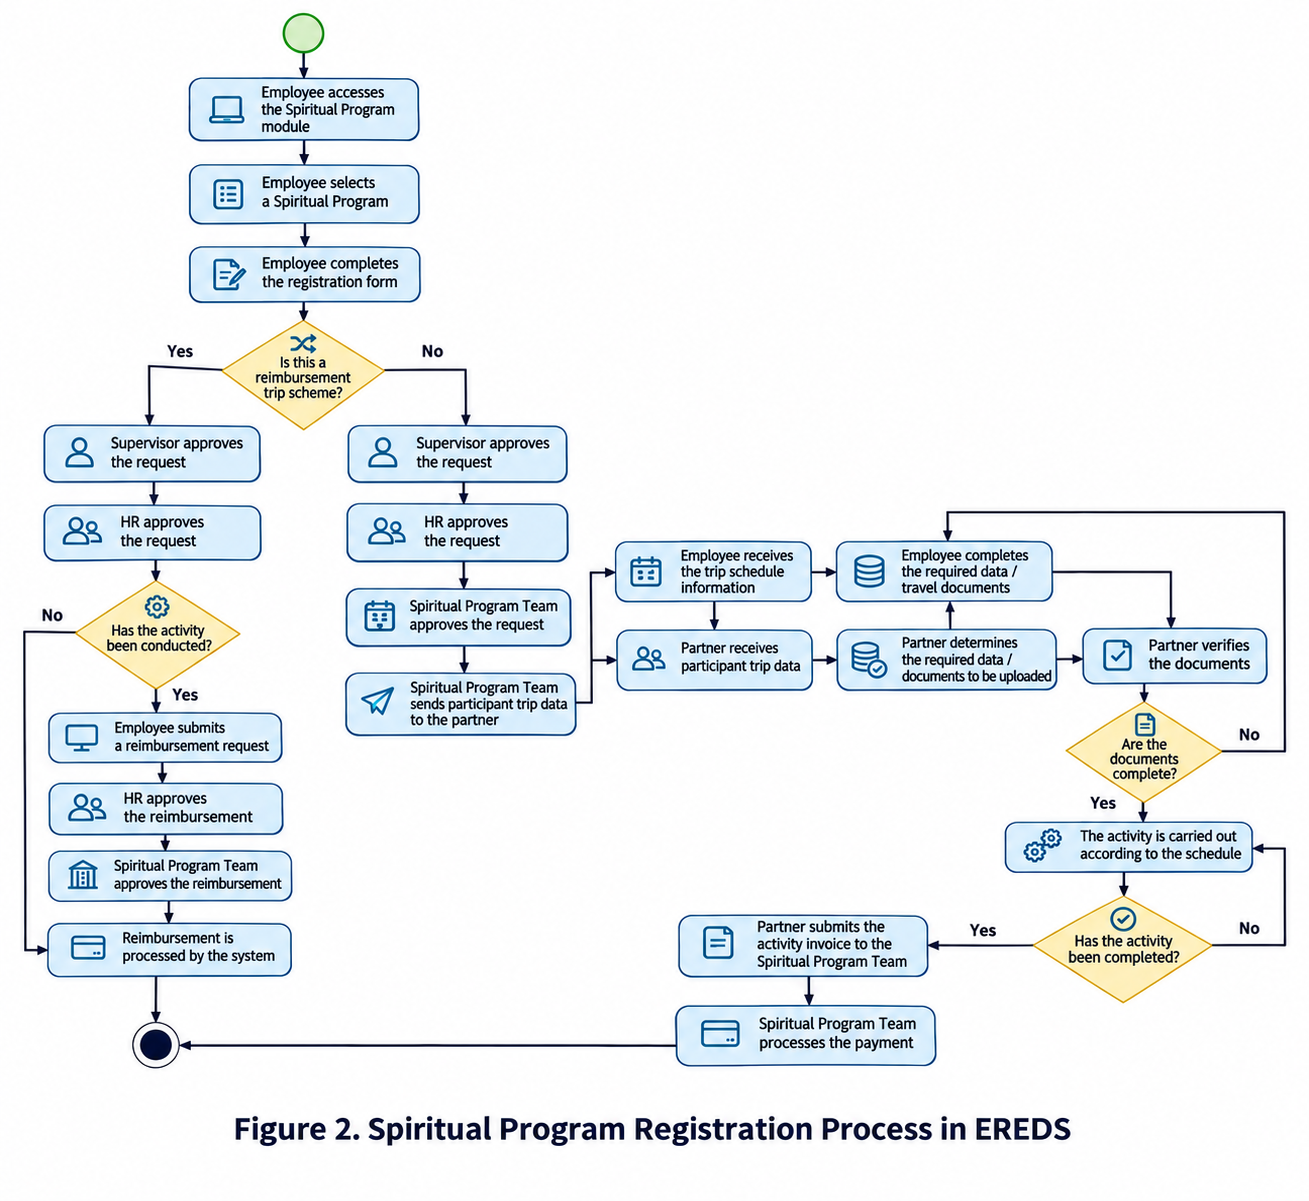 Employee accesses
the Spiritual Program
module
Employee selects
a Spiritual Program
Employee completes
the registration form
Is this a
reimbursement
trip scheme?
Yes
No
Supervisor approves
the request
HR approves
the request
Has the activity
been conducted?
No
Yes
Employee submits
a reimbursement request
HR approves
the reimbursement
Spiritual Program Team
approves the reimbursement
Reimbursement is
processed by the system
Supervisor approves
the request
HR approves
the request
Spiritual Program Team
approves the request
Spiritual Program Team
sends participant trip data
to the partner
Employee receives
the trip schedule
information
Partner receives
participant trip data
Employee completes
the required data /
travel documents
Partner determines
the required data /
documents to be uploaded
Partner verifies
the documents
Are the
documents
complete?
No
Yes
The activity is carried out
according to the schedule
Has the activity
been completed?
No
Yes
Partner submits the
activity invoice to the
Spiritual Program Team
Spiritual Program Team
processes the payment
Figure 2. Spiritual Program Registration Process in EREDS